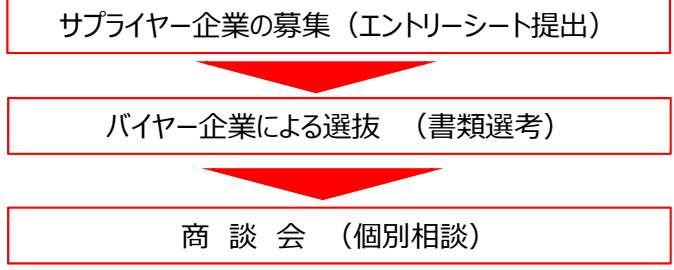 サプライヤー企業の募集（エントリーシート提出）
バイヤー企業による選抜　（書類選考）
商　談　会　（個別相談）